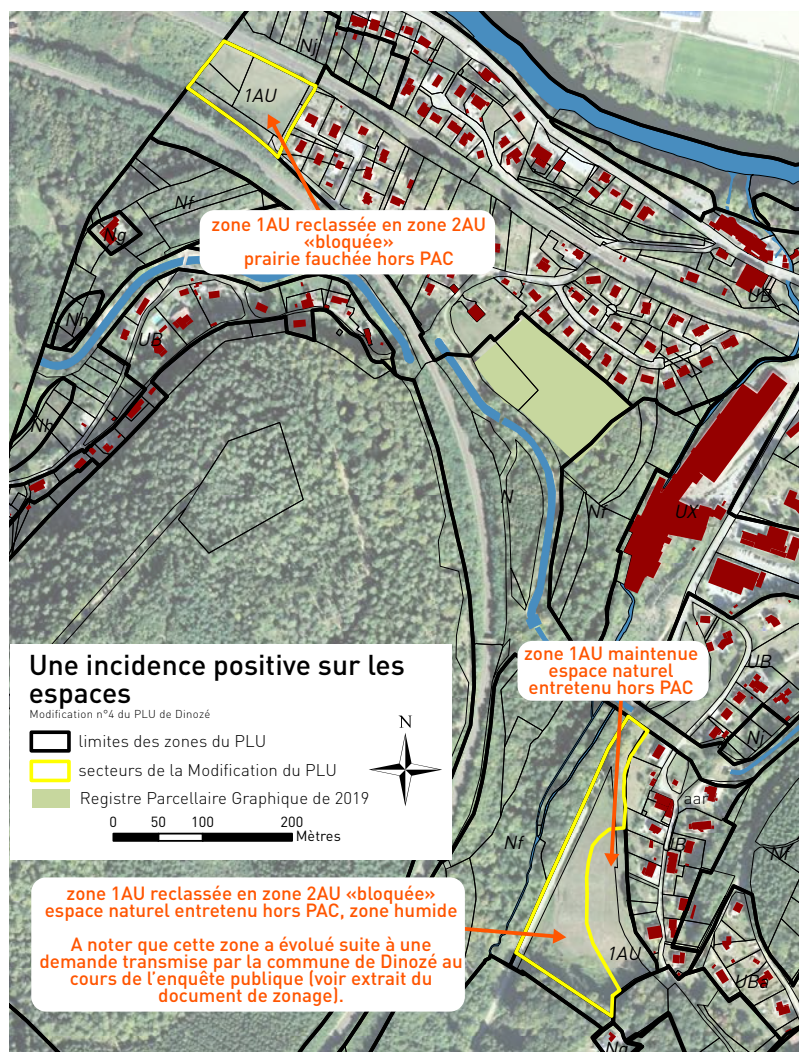 Nj
1AU
Nf
Ng
zone 1AU reclassée en zone 2AU
«bloquée»
prairie fauchée hors PAC
UB
Nh
UB
Nh
N
Nf
UX
zone 1AU maintenue
espace naturel
entretenu hors PAC
UB
Nj
Une incidence positive sur les
espaces
Modification n°4 du PLU de Dinozé
limites des zones du PLU
secteurs de la Modification du PLU
Registre Parcellaire Graphique de 2019
N
0 50 100 200
Mètres
aar
Nf
UB
Nf
zone 1AU reclassée en zone 2AU «bloquée»
espace naturel entretenu hors PAC, zone humide
A noter que cette zone a évolué suite à une
demande transmise par la commune de Dinozé au
cours de l'enquête publique (voir extrait du
document de zonage).
1AU
UBa
Ng